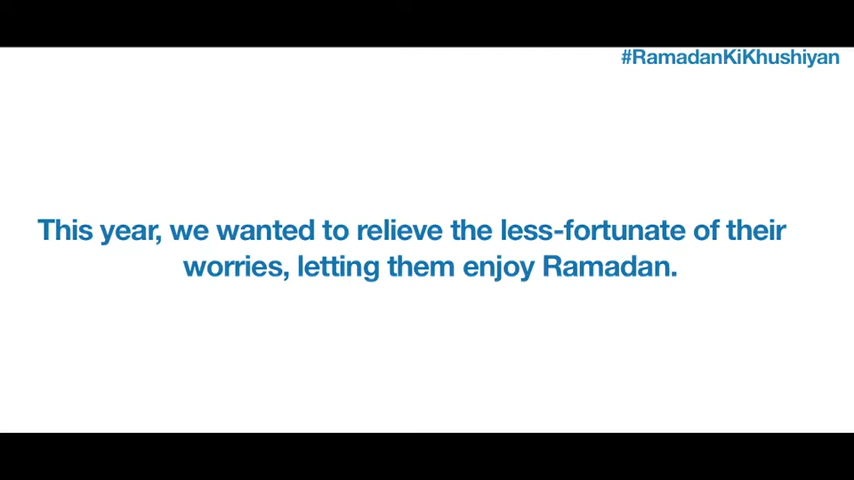 #RamadanKiKhushiyan
This year, we wanted to relieve the less-fortunate of their
worries, letting them enjoy Ramadan.